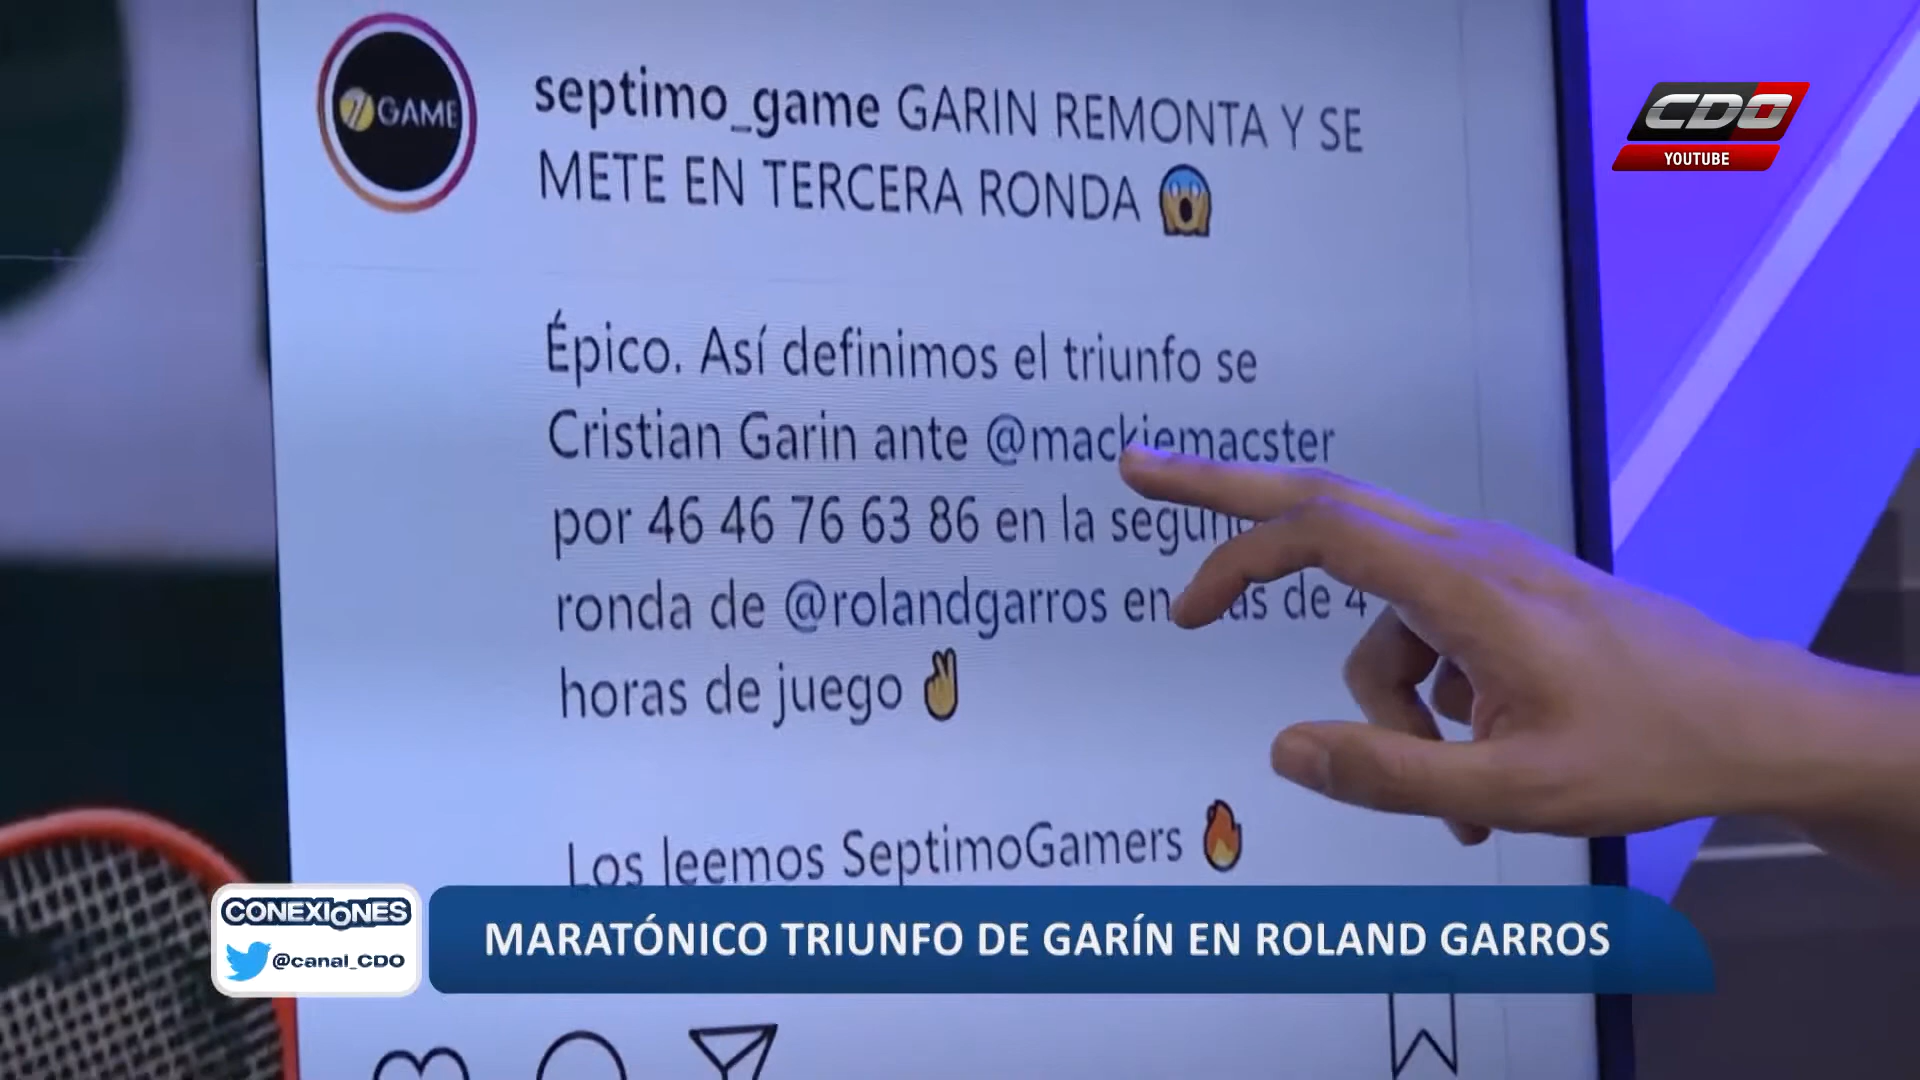 CDO
YOUTUBE
7 GAME
septimo_game GARIN REMONTA Y SE
METE EN TERCERA RONDA 😱
Épico. Así definimos el triunfo se
Cristian Garin ante @mackiemacster
por 46 46 76 63 86 en la
ronda de @rolandgarros en de 4
horas de juego ✌️
Los leemos SeptimoGamers 🔥
CONEXIONES
@canal_CDO
MARATÓNICO TRIUNFO DE GARÍN EN ROLAND GARROS